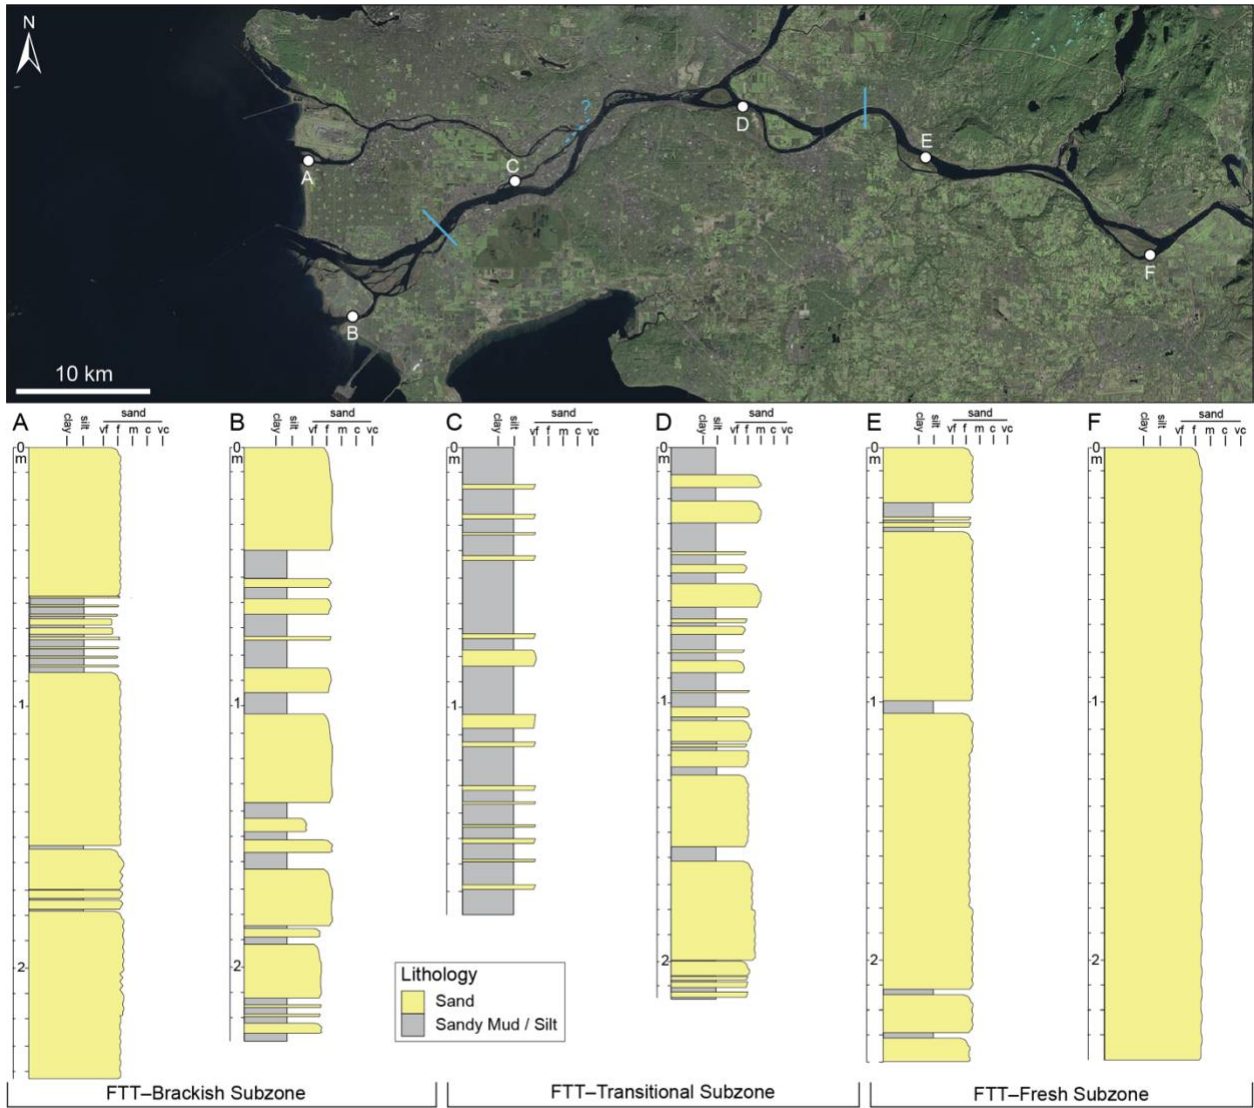 N
?
D
E
A
C
B
F
10 km
A
clay
silt
sand
vf
f
m
c
vc
0
m
1
2
B
clay
silt
sand
vf
f
m
c
vc
0
m
1
2
C
clay
silt
sand
vf
f
m
c
vc
0
m
1
D
clay
silt
sand
vf
f
m
c
vc
0
m
1
2
E
clay
silt
sand
vf
f
m
c
vc
0
m
1
2
F
clay
silt
sand
vf
f
m
c
vc
0
m
1
2
Lithology
Sand
Sandy Mud / Silt
FTT–Brackish Subzone
FTT–Transitional Subzone
FTT–Fresh Subzone